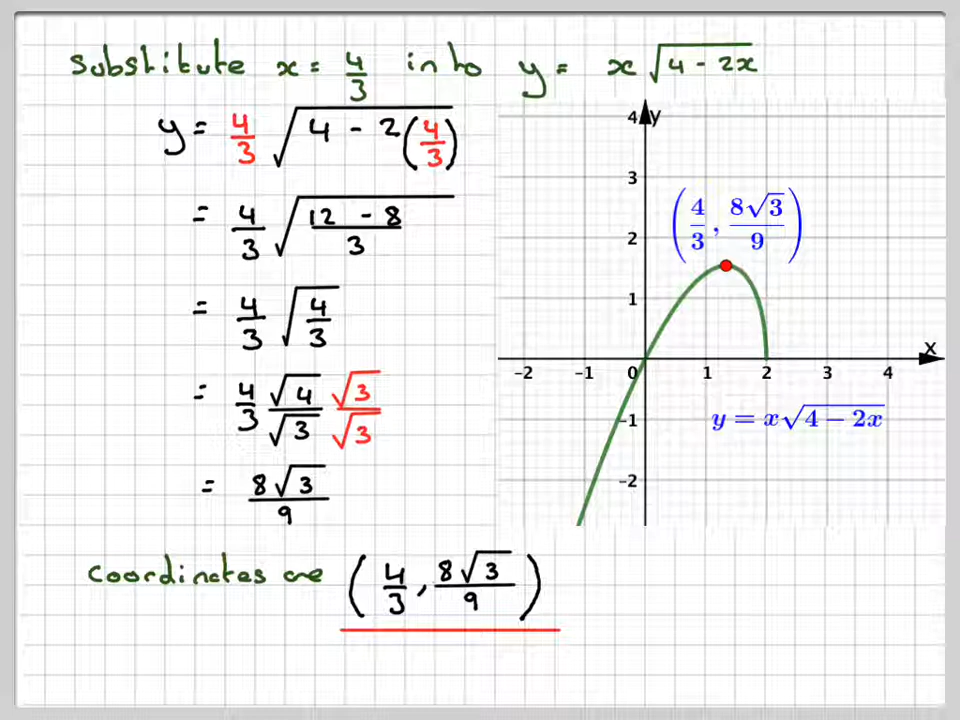 Substitute x = 4/3 into y = x√(4 - 2x)
y = 4/3 √(4 - 2(4/3))
= 4/3 √((12 - 8)/3)
= 4/3 √(4/3)
= 4/3 √4/√3 √3/√3
= 8√3/9
Coordinates are (4/3, 8√3/9)
y
4
3
(4/3, 8√3/9)
2
1
x
-2 -1 0 1 2 3 4
y = x√(4 - 2x)
-1
-2